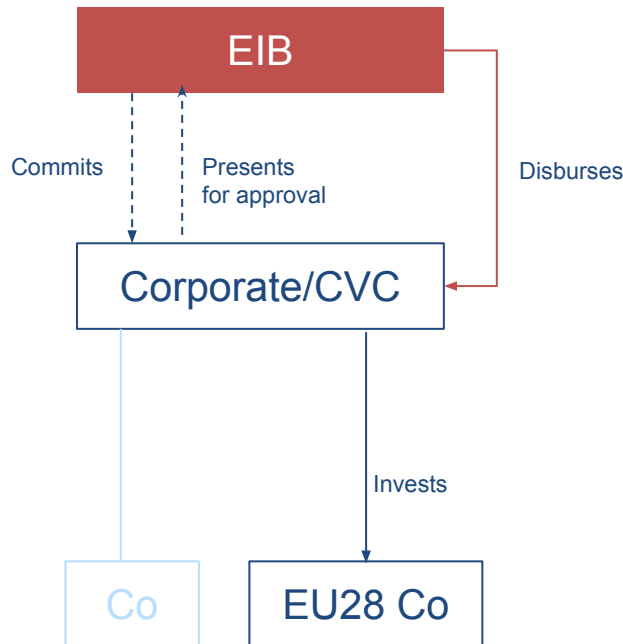 EIB
Commits
Presents
for approval
Disburses
Corporate/CVC
Invests
Co
EU28 Co